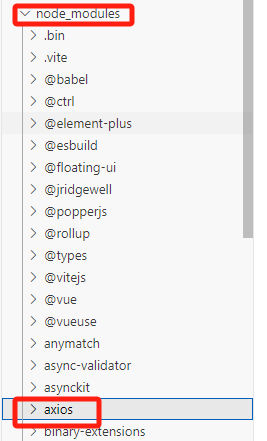 node_modules
.bin
.vite
@babel
@ctrl
@element-plus
@esbuild
@floating-ui
@jridgewell
@popperjs
@rollup
@types
@vitejs
@vue
@vueuse
anymatch
async-validator
asynckit
axios
binary-extensions